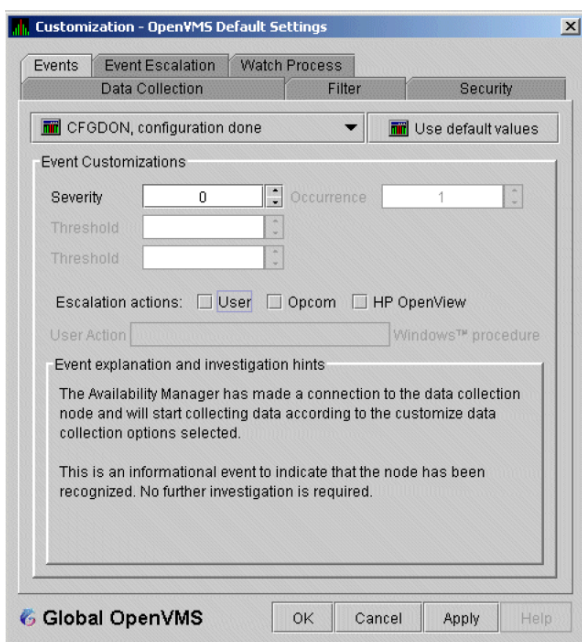 Customization - OpenVMS Default Settings
Events Event Escalation Watch Process
Data Collection Filter Security
CFGDON, configuration done Use default values
Event Customizations
Severity 0 Occurrence 1
Threshold
Threshold
Escalation actions: User Opcom HP OpenView
User Action Windows™ procedure
Event explanation and investigation hints
The Availability Manager has made a connection to the data collection
node and will start collecting data according to the customize data
collection options selected.
This is an informational event to indicate that the node has been
recognized. No further investigation is required.
Global OpenVMS OK Cancel Apply Help